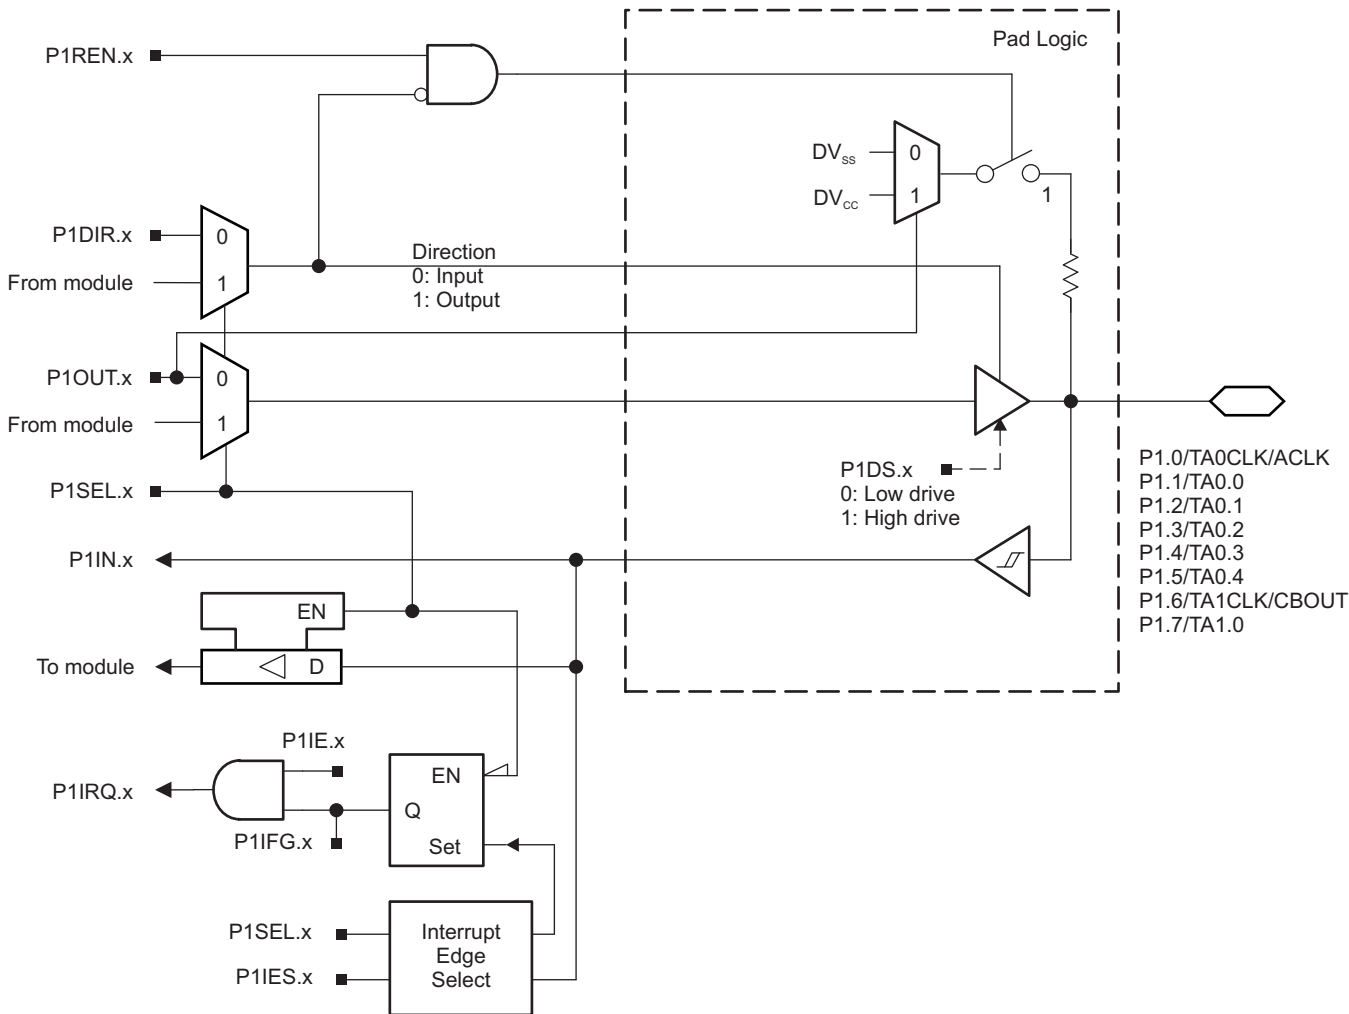 Pad Logic
P1REN.x
DVSS
0
DVCC
1
1
P1DIR.x
0
From module
1
Direction
0: Input
1: Output
P1OUT.x
0
From module
1
P1SEL.x
P1DS.x
0: Low drive
1: High drive
P1.0/TA0CLK/ACLK
P1.1/TA0.0
P1.2/TA0.1
P1.3/TA0.2
P1.4/TA0.3
P1.5/TA0.4
P1.6/TA1CLK/CBOUT
P1.7/TA1.0
P1IN.x
EN
To module
D
P1IE.x
P1IRQ.x
EN
Q
P1IFG.x
Set
P1SEL.x
P1IES.x
Interrupt
Edge
Select